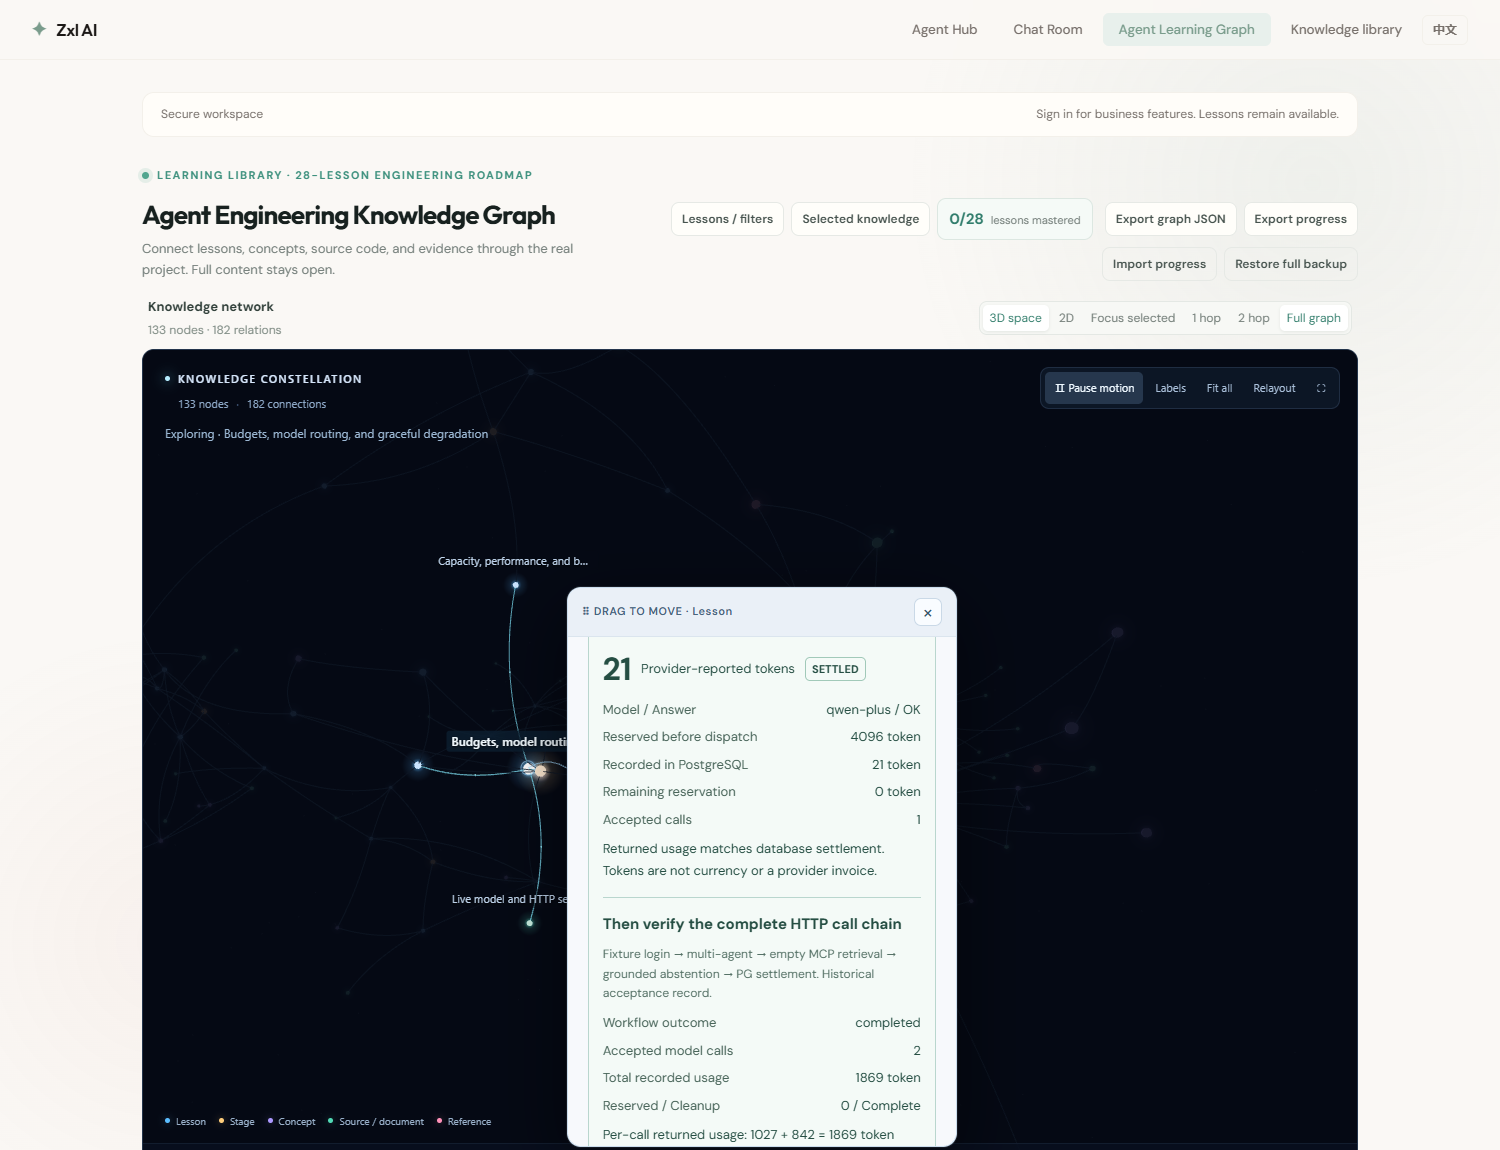 Zxl AI
Agent Hub
Chat Room
Agent Learning Graph
Knowledge library
中文
Secure workspace
Sign in for business features. Lessons remain available.
LEARNING LIBRARY · 28-LESSON ENGINEERING ROADMAP
Agent Engineering Knowledge Graph
Connect lessons, concepts, source code, and evidence through the real
project. Full content stays open.
Lessons / filters
Selected knowledge
0/28 lessons mastered
Export graph JSON
Export progress
Import progress
Restore full backup
Knowledge network
133 nodes · 182 relations
3D space
2D
Focus selected
1 hop
2 hop
Full graph
KNOWLEDGE CONSTELLATION
133 nodes · 182 connections
Exploring · Budgets, model routing, and graceful degradation
Pause motion
Labels
Fit all
Relayout
Capacity, performance, and b...
Budgets, model routi
Live model and HTTP se
DRAG TO MOVE · Lesson
×
21 Provider-reported tokens SETTLED
Model / Answer qwen-plus / OK
Reserved before dispatch 4096 token
Recorded in PostgreSQL 21 token
Remaining reservation 0 token
Accepted calls 1
Returned usage matches database settlement.
Tokens are not currency or a provider invoice.
Then verify the complete HTTP call chain
Fixture login → multi-agent → empty MCP retrieval →
grounded abstention → PG settlement. Historical
acceptance record.
Workflow outcome completed
Accepted model calls 2
Total recorded usage 1869 token
Reserved / Cleanup 0 / Complete
Per-call returned usage: 1027 + 842 = 1869 token
Lesson
Stage
Concept
Source / document
Reference